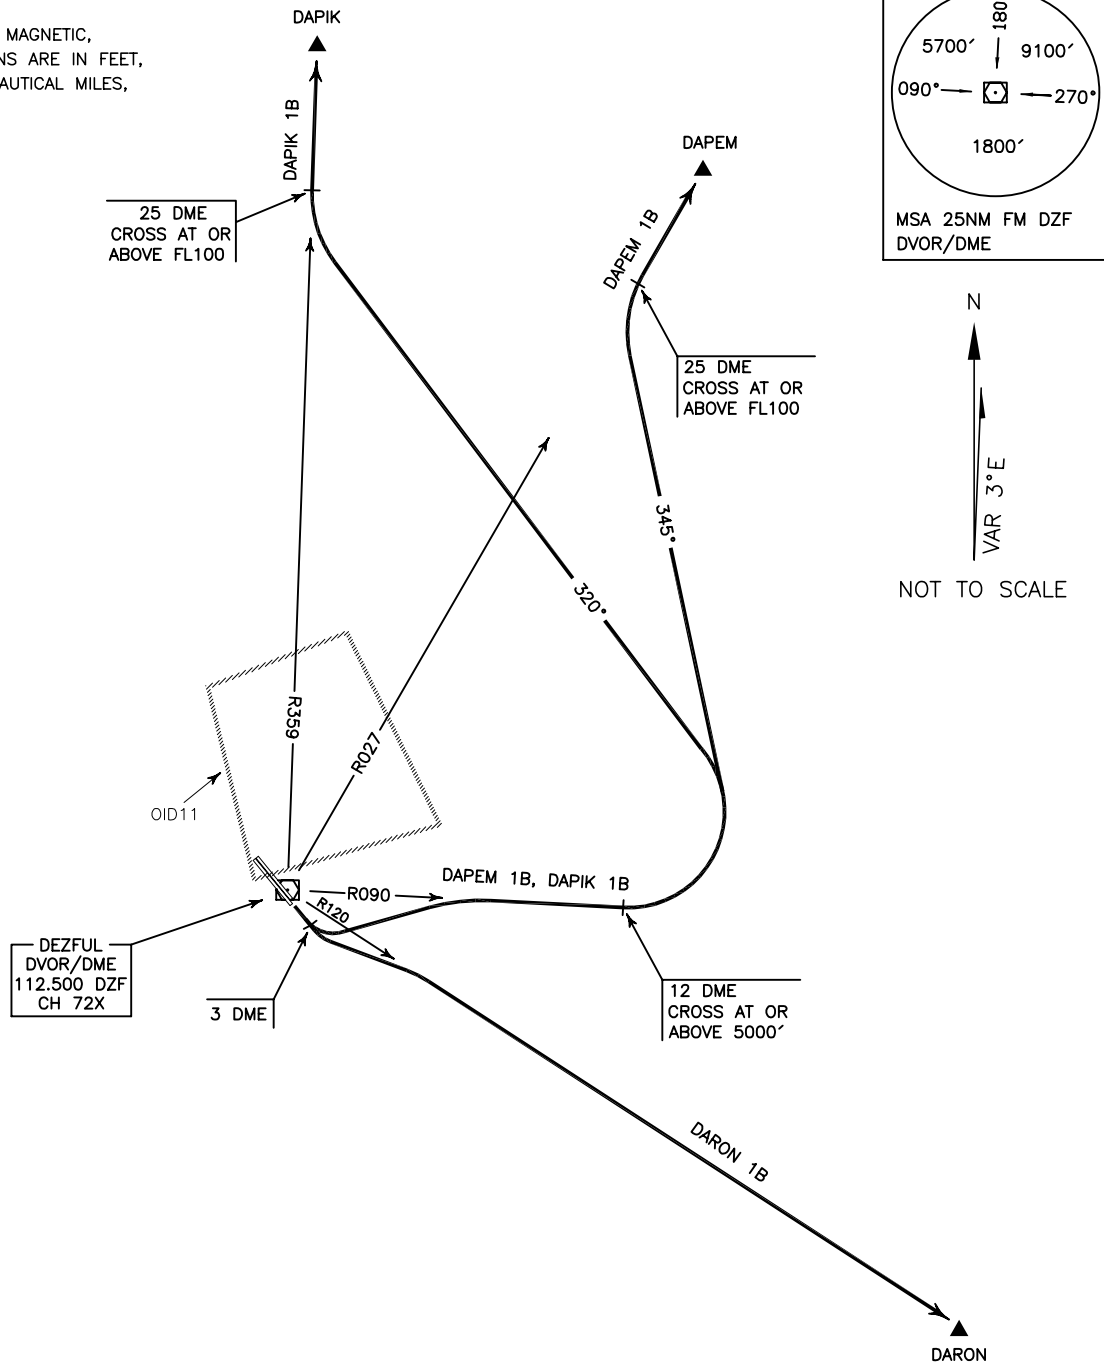 DAPIK
MAGNETIC,
NS ARE IN FEET,
AUTICAL MILES,
180
5700´
9100´
090°
270°
1800´
MSA 25NM FM DZF
DVOR/DME
DAPIK 1B
DAPEM
25 DME
CROSS AT OR
ABOVE FL100
DAPEM 1B
N
25 DME
CROSS AT OR
ABOVE FL100
VAR 3°E
345°
NOT TO SCALE
320°
R359
R027
OID11
DAPEM 1B, DAPIK 1B
R090
R120
DEZFUL
DVOR/DME
112.500 DZF
CH 72X
3 DME
12 DME
CROSS AT OR
ABOVE 5000´
DARON 1B
DARON